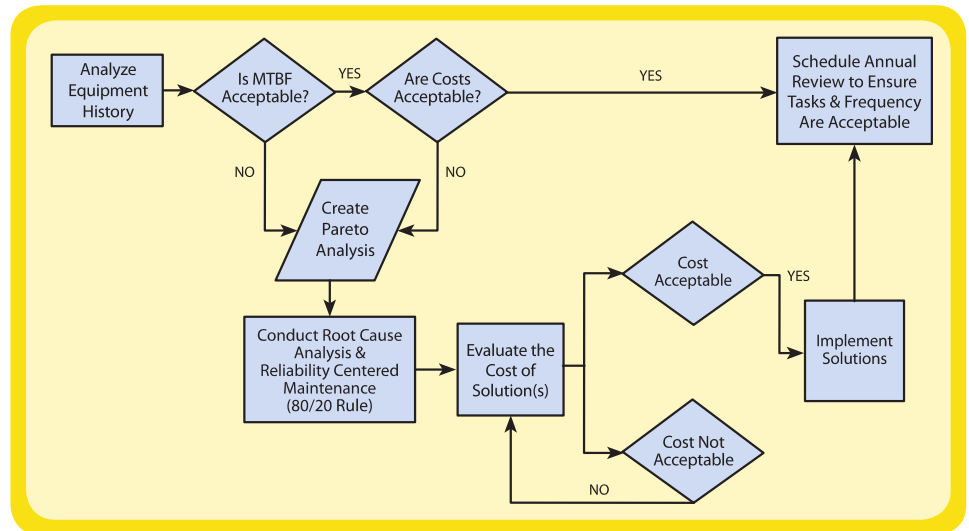 Analyze
Equipment
History
Is MTBF
Acceptable?
YES
Are Costs
Acceptable?
YES
Schedule Annual
Review to Ensure
Tasks & Frequency
Are Acceptable
NO
NO
Create
Pareto
Analysis
Conduct Root Cause
Analysis &
Reliability Centered
Maintenance
(80/20 Rule)
Evaluate the
Cost of
Solution(s)
Cost
Acceptable
YES
Implement
Solutions
Cost Not
Acceptable
NO